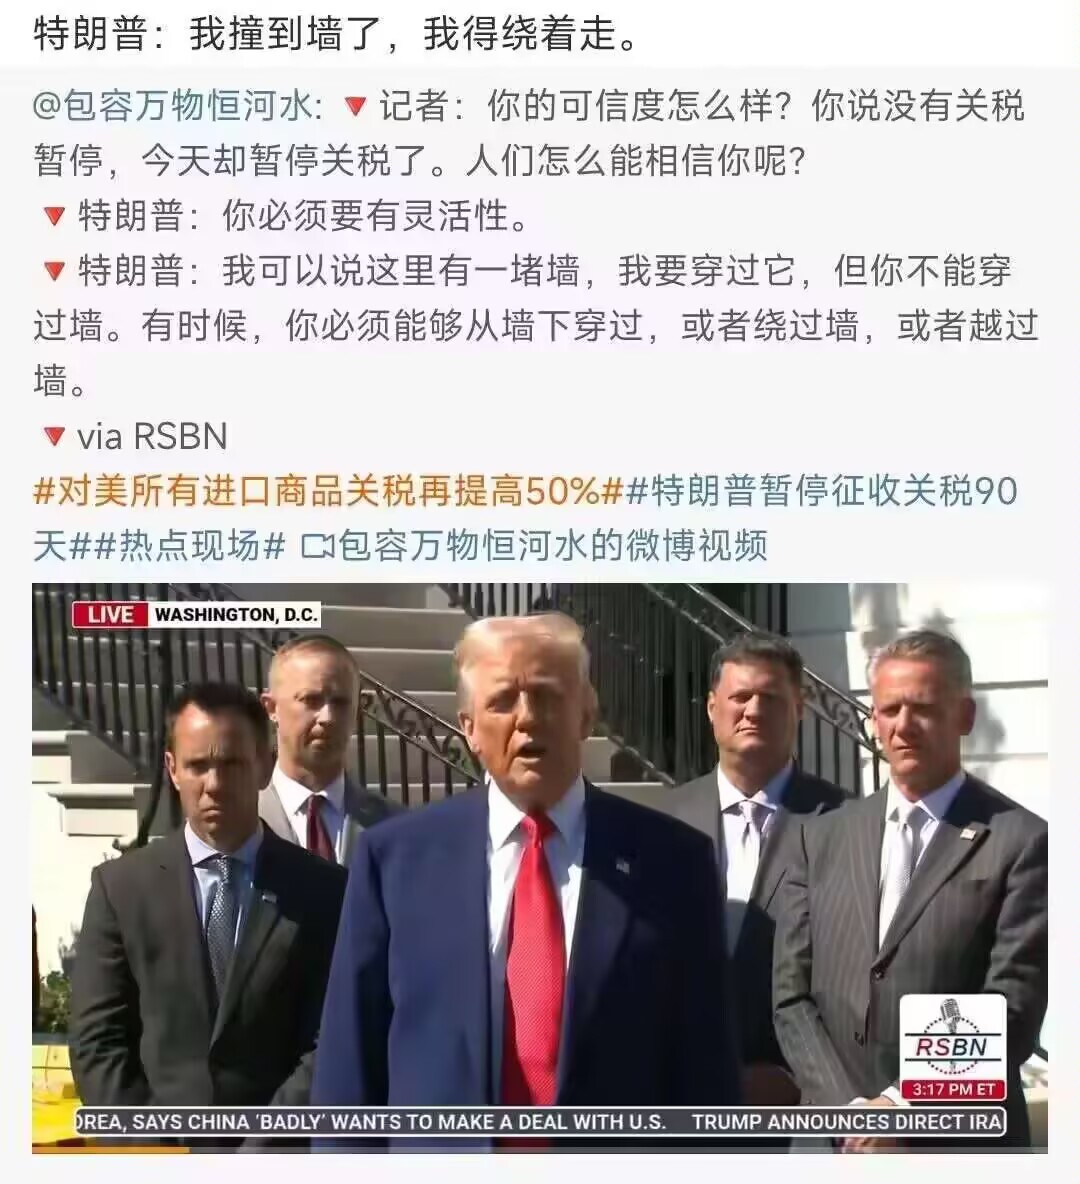 特朗普：我撞到墙了，我得绕着走。
@包容万物恒河水:🔻记者：你的可信度怎么样？你说没有关税
暂停，今天却暂停关税了。人们怎么能相信你呢？
🔻特朗普：你必须要有灵活性。
🔻特朗普：我可以说这里有一堵墙，我要穿过它，但你不能穿
过墙。有时候，你必须能够从墙下穿过，或者绕过墙，或者越过
墙。
🔻via RSBN
#对美所有进口商品关税再提高50%##特朗普暂停征收关税90
天##热点现场# 包容万物恒河水的微博视频
LIVE WASHINGTON, D.C.
RSBN
3:17 PM ET
OREA, SAYS CHINA 'BADLY' WANTS TO MAKE A DEAL WITH U.S. TRUMP ANNOUNCES DIRECT IRA